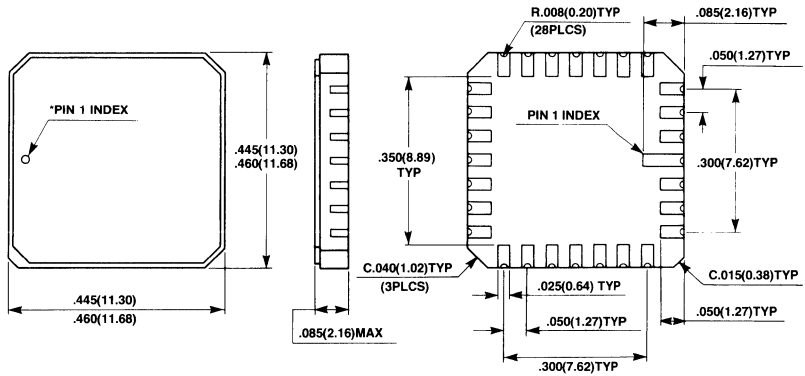 *PIN 1 INDEX
.445(11.30)
.460(11.68)
.445(11.30)
.460(11.68)
.085(2.16)MAX
R.008(0.20)TYP
(28PLCS)
.085(2.16)TYP
.050(1.27)TYP
PIN 1 INDEX
.350(8.89)
TYP
.300(7.62)TYP
C.040(1.02)TYP
(3PLCS)
.025(0.64) TYP
C.015(0.38)TYP
.050(1.27)TYP
.050(1.27)TYP
.300(7.62)TYP